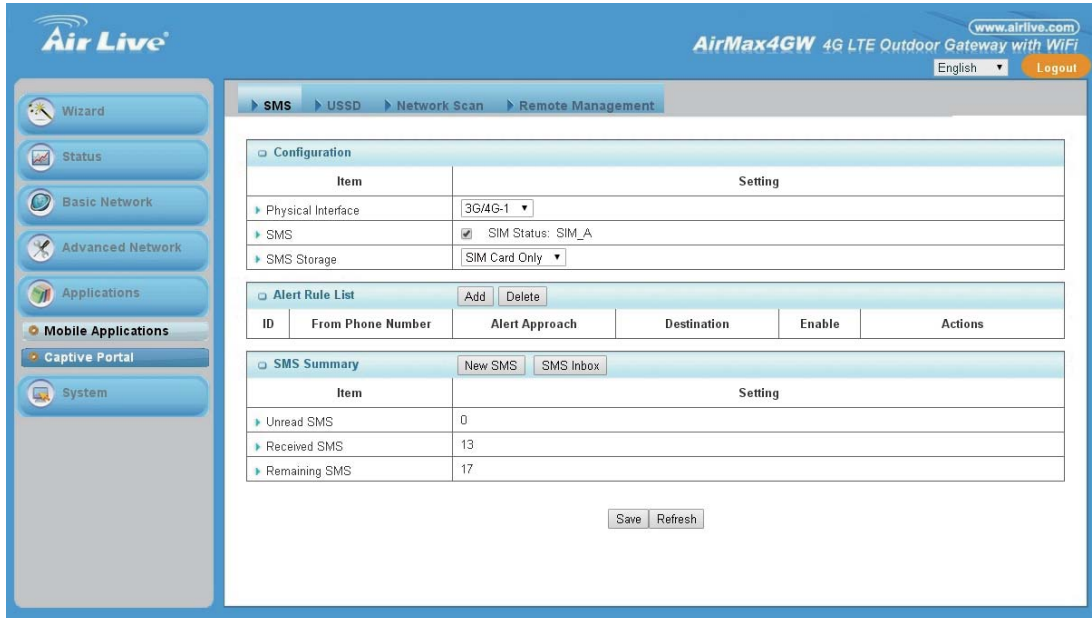 Air Live
www.airlive.com
AirMax4GW 4G LTE Outdoor Gateway with WiFi
English
Logout
Wizard
Status
Basic Network
Advanced Network
Applications
Mobile Applications
Captive Portal
System
SMS USSD Network Scan Remote Management
Configuration
Item Setting
Physical Interface 3G/4G-1
SMS SIM Status: SIM_A
SMS Storage SIM Card Only
Alert Rule List Add Delete
ID From Phone Number Alert Approach Destination Enable Actions
SMS Summary New SMS SMS Inbox
Item Setting
Unread SMS 0
Received SMS 13
Remaining SMS 17
Save Refresh